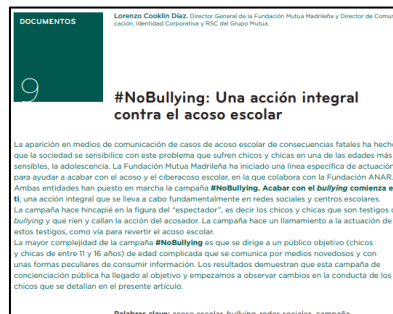 DOCUMENTOS
Lorenzo Cooklin Díaz. Director General de la Fundación Mutua Madrileña y Director de Comuni
cación, Identidad Corporativa y RSC del Grupo Mutua.
9
#NoBullying: Una acción integral
contra el acoso escolar
La aparición en medios de comunicación de casos de acoso escolar de consecuencias fatales ha hecho
que la sociedad se sensibilice con este problema que sufren chicos y chicas en una de las edades más
sensibles, la adolescencia. La Fundación Mutua Madrileña ha iniciado una línea específica de actuación
para ayudar a acabar con el acoso y el ciberacoso escolar, en la que colabora con la Fundación ANAR.
Ambas entidades han puesto en marcha la campaña #NoBullying. Acabar con el bullying comienza e
ti, una acción integral que se lleva a cabo fundamentalmente en redes sociales y centros escolares.
La campaña hace hincapié en la figura del "espectador", es decir los chicos y chicas que son testigos d
bullying y que ríen y callan la acción del acosador. La campaña hace un llamamiento a la actuación de
estos testigos, como vía para revertir el acoso escolar.
La mayor complejidad de la campaña #NoBullying es que se dirige a un público objetivo (chicos
y chicas de entre 11 y 16 años) de edad complicada que se comunica por medios novedosos y con
unas formas peculiares de consumir información. Los resultados demuestran que esta campaña de
concienciación pública ha llegado al objetivo y empezamos a observar cambios en la conducta de los
chicos que se detallan en el presente artículo.
Palabras clave: acoso escolar, bullying, redes sociales, campaña